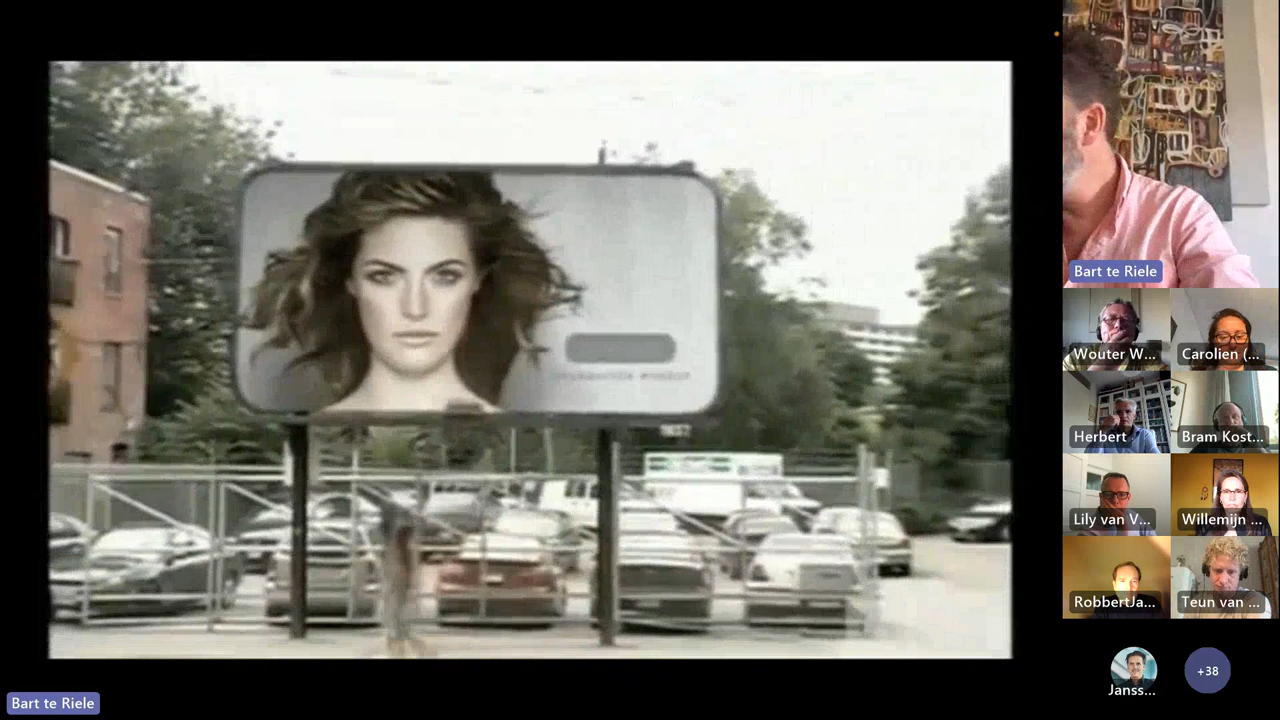 Bart te Riele
Wouter W...
Carolien (...
Herbert
Bram Kost...
Lily van V...
Willemijn ...
RobbertJa...
Teun van ...
Janss...
+38
Bart te Riele